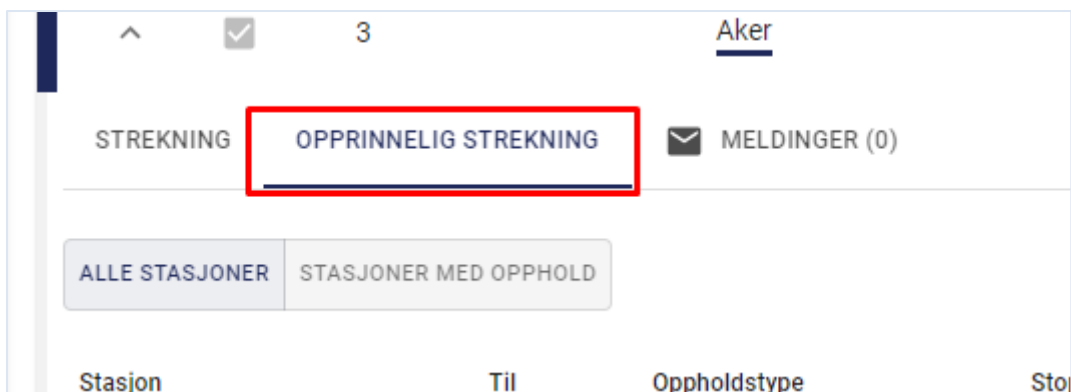 3 Aker
STREKNING OPPRINNELIG STREKNING MELDINGER (0)
ALLE STASJONER STASJONER MED OPPHOLD
Stasjon Til Oppholdstype